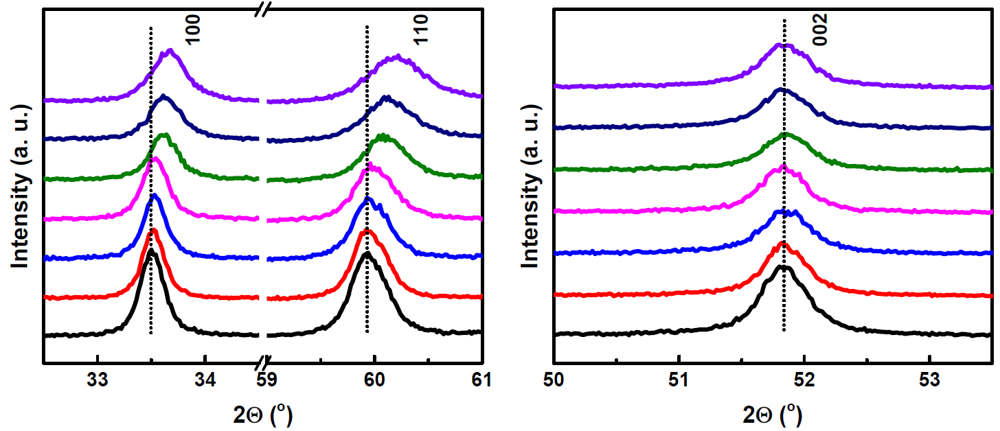 100
110
Intensity (a. u.)
33 34 59 60 61
2Θ (°)
002
Intensity (a. u.)
50 51 52 53
2Θ (°)